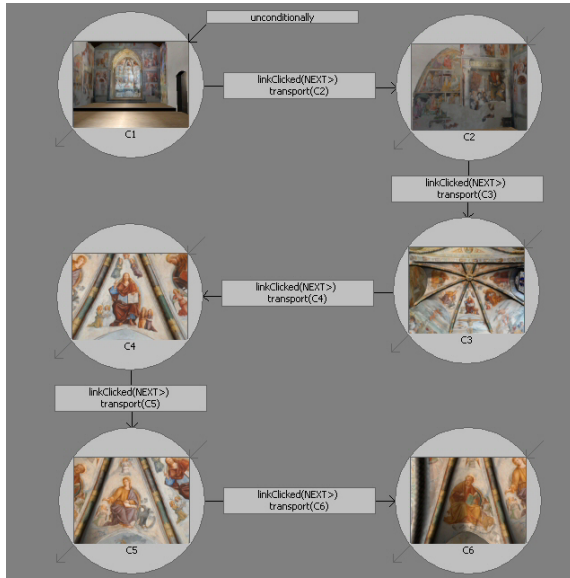 unconditionally
C1
linkClicked(NEXT>)
transport(C2)
C2
linkClicked(NEXT>)
transport(C3)
C3
linkClicked(NEXT>)
transport(C4)
C4
linkClicked(NEXT>)
transport(C5)
C5
linkClicked(NEXT>)
transport(C6)
C6